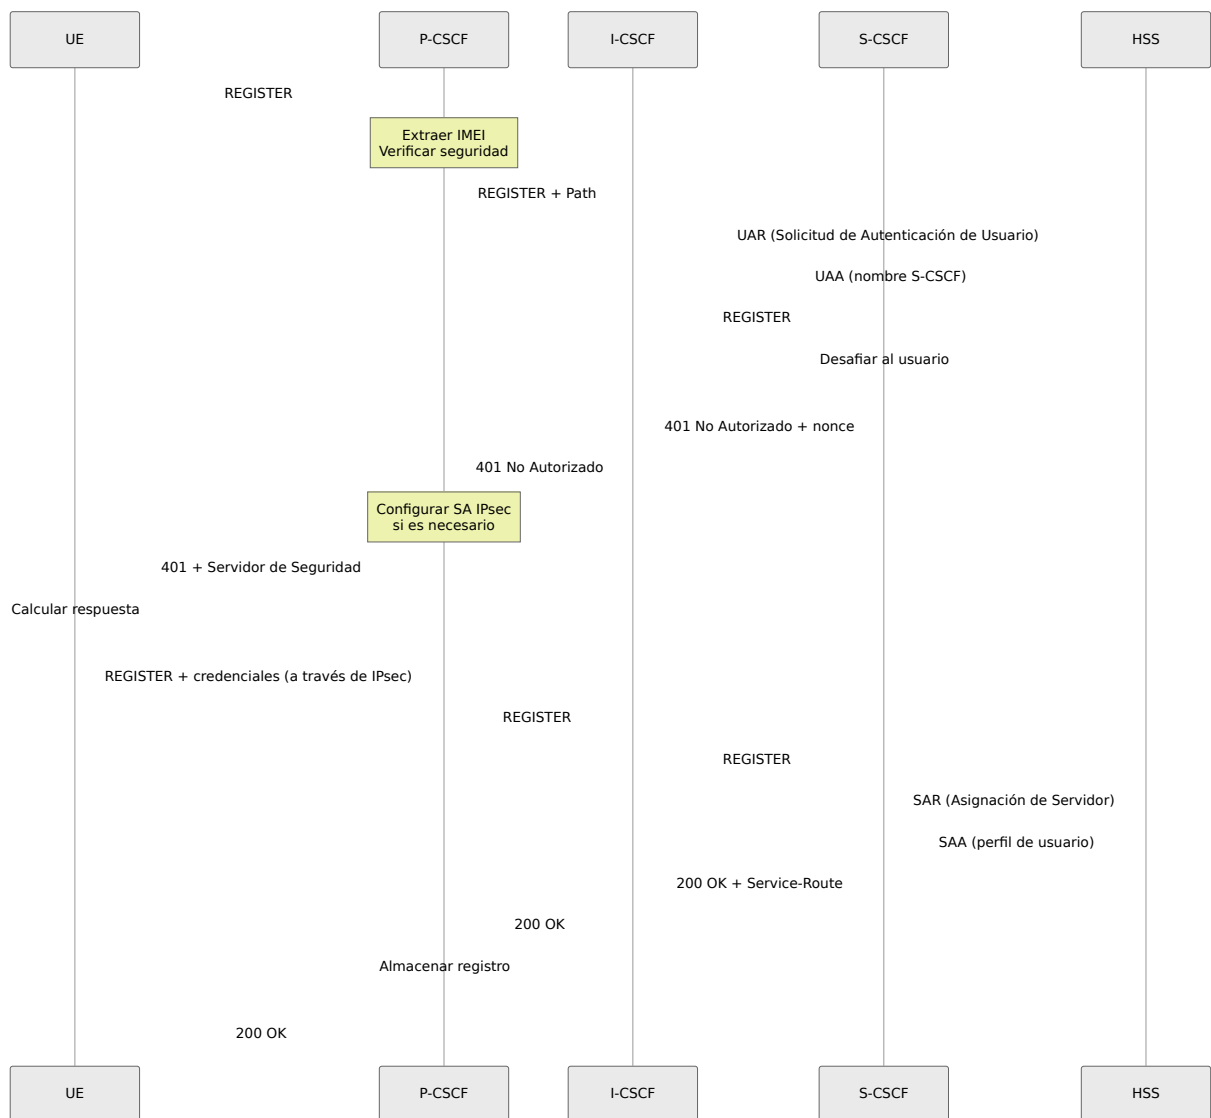 UE
P-CSCF
I-CSCF
S-CSCF
HSS
REGISTER
Extraer IMEI
Verificar seguridad
REGISTER + Path
UAR (Solicitud de Autenticación de Usuario)
UAA (nombre S-CSCF)
REGISTER
Desafiar al usuario
401 No Autorizado + nonce
401 No Autorizado
Configurar SA IPsec
si es necesario
401 + Servidor de Seguridad
Calcular respuesta
REGISTER + credenciales (a través de IPsec)
REGISTER
REGISTER
SAR (Asignación de Servidor)
SAA (perfil de usuario)
200 OK + Service-Route
200 OK
Almacenar registro
200 OK
UE
P-CSCF
I-CSCF
S-CSCF
HSS